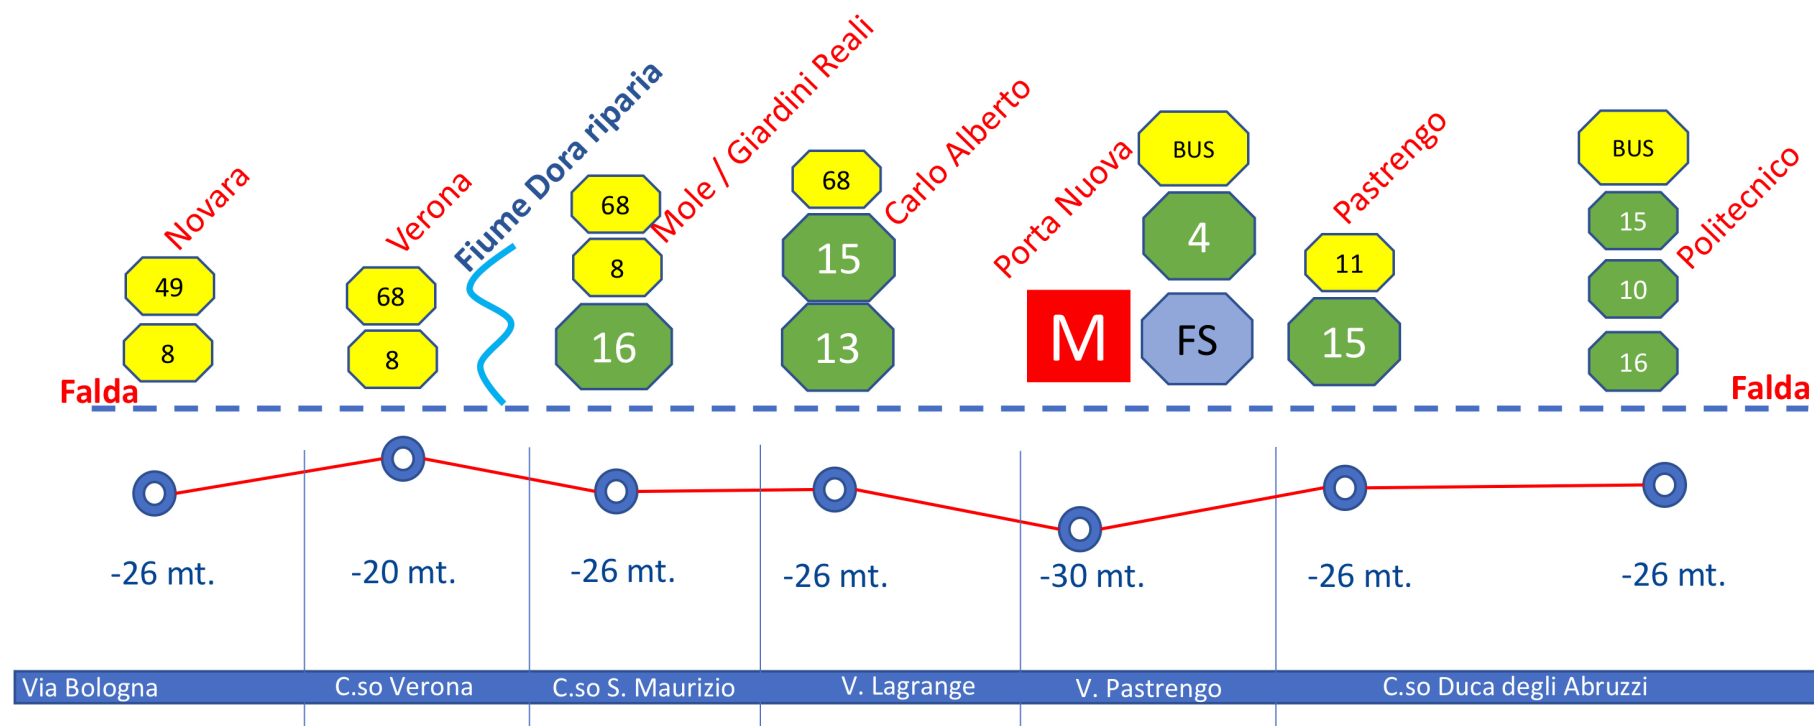 Novara
49
8
Verona
68
8
Fiume Dora riparia
Mole / Giardini Reali
68
8
16
Carlo Alberto
68
15
13
Porta Nuova
M
BUS
4
FS
Pastrengo
11
15
Politecnico
BUS
15
10
16
Falda
Falda
-26 mt.
-20 mt.
-26 mt.
-26 mt.
-30 mt.
-26 mt.
-26 mt.
Via Bologna
C.so Verona
C.so S. Maurizio
V. Lagrange
V. Pastrengo
C.so Duca degli Abruzzi